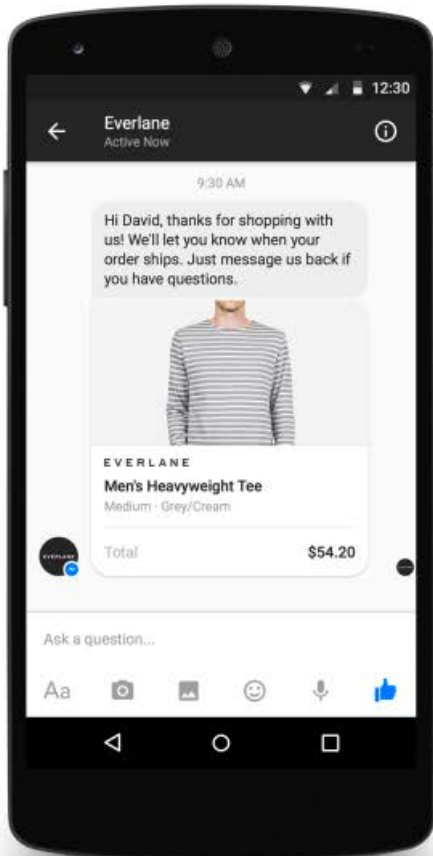 12:30
Everlane
Active Now
9:30 AM
Hi David, thanks for shopping with
us! We'll let you know when your
order ships. Just message us back if
you have questions.
EVERLANE
Men's Heavyweight Tee
Medium · Grey/Cream
Total $54.20
EVERLANE
Ask a question...
Aa